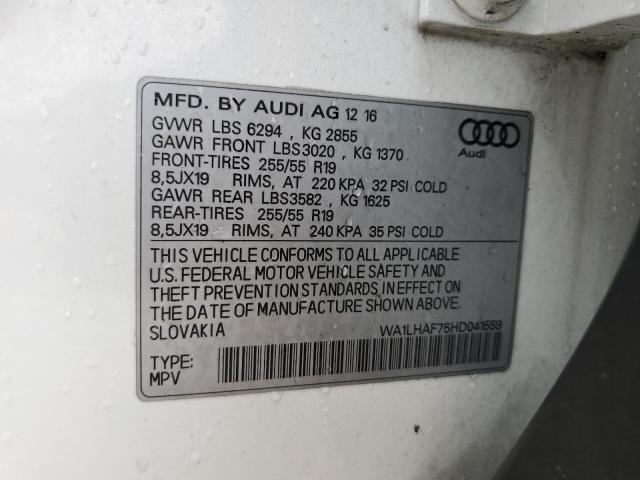 MFD. BY AUDI AG 12 16
GVWR LBS 6294 , KG 2855
GAWR FRONT LBS3020 , KG 1370
FRONT-TIRES 255/55 R19
8,5JX19 RIMS, AT 220 KPA 32 PSI COLD
GAWR REAR LBS3582 , KG 1625
REAR-TIRES 255/55 R19
8,5JX19 RIMS, AT 240 KPA 35 PSI COLD
Audi
THIS VEHICLE CONFORMS TO ALL APPLICABLE
U.S. FEDERAL MOTOR VEHICLE SAFETY AND
THEFT PREVENTION STANDARDS IN EFFECT ON
THE DATE OF MANUFACTURE SHOWN ABOVE.
SLOVAKIA WA1LHAF75HD041559
TYPE:
MPV